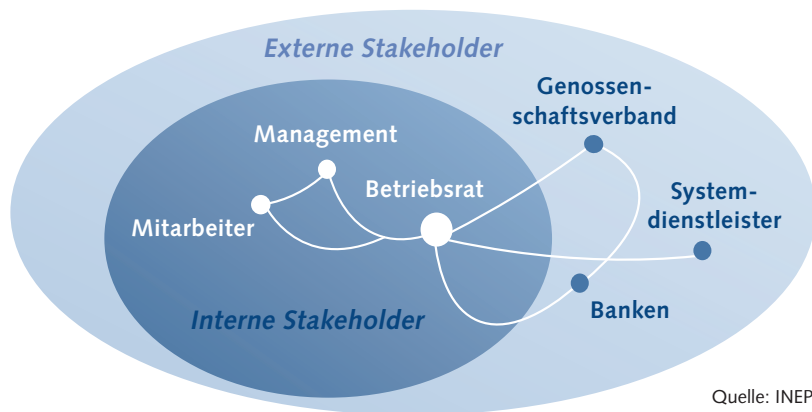 Externe Stakeholder
Genossen-
schaftsverband
Management
Betriebsrat
System-
dienstleister
Mitarbeiter
Banken
Interne Stakeholder
Quelle: INEP